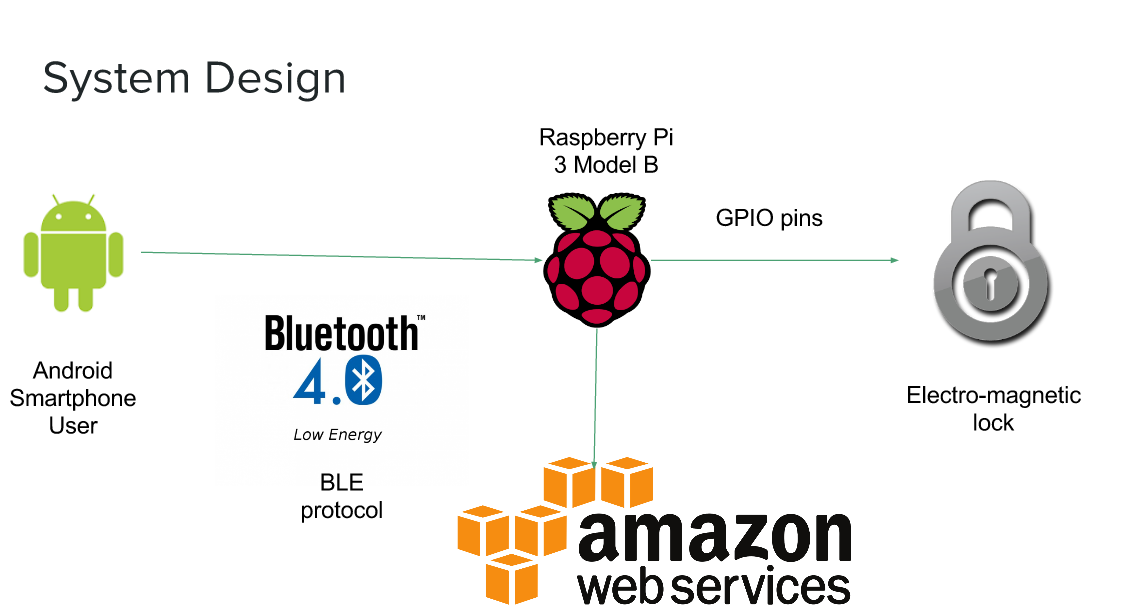 System Design
Raspberry Pi
3 Model B
GPIO pins
Bluetooth™
4.0
Low Energy
BLE
protocol
Android
Smartphone
User
Electro-magnetic
lock
amazon
web services